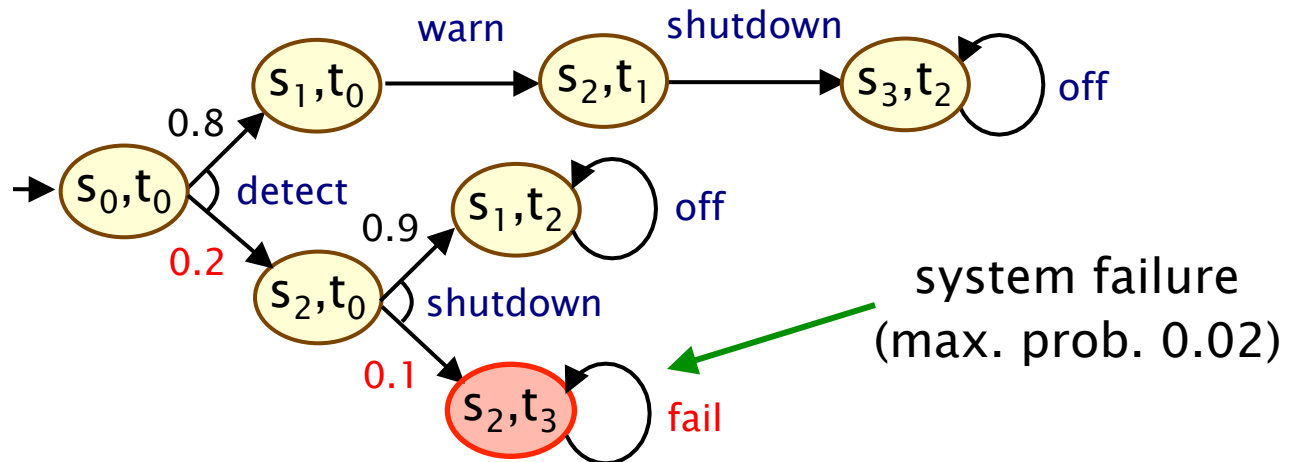 warn
shutdown
s₁,t₀
s₂,t₁
s₃,t₂
off
0.8
s₀,t₀
detect
s₁,t₂
off
0.9
0.2
s₂,t₀
shutdown
system failure
(max. prob. 0.02)
0.1
s₂,t₃
fail